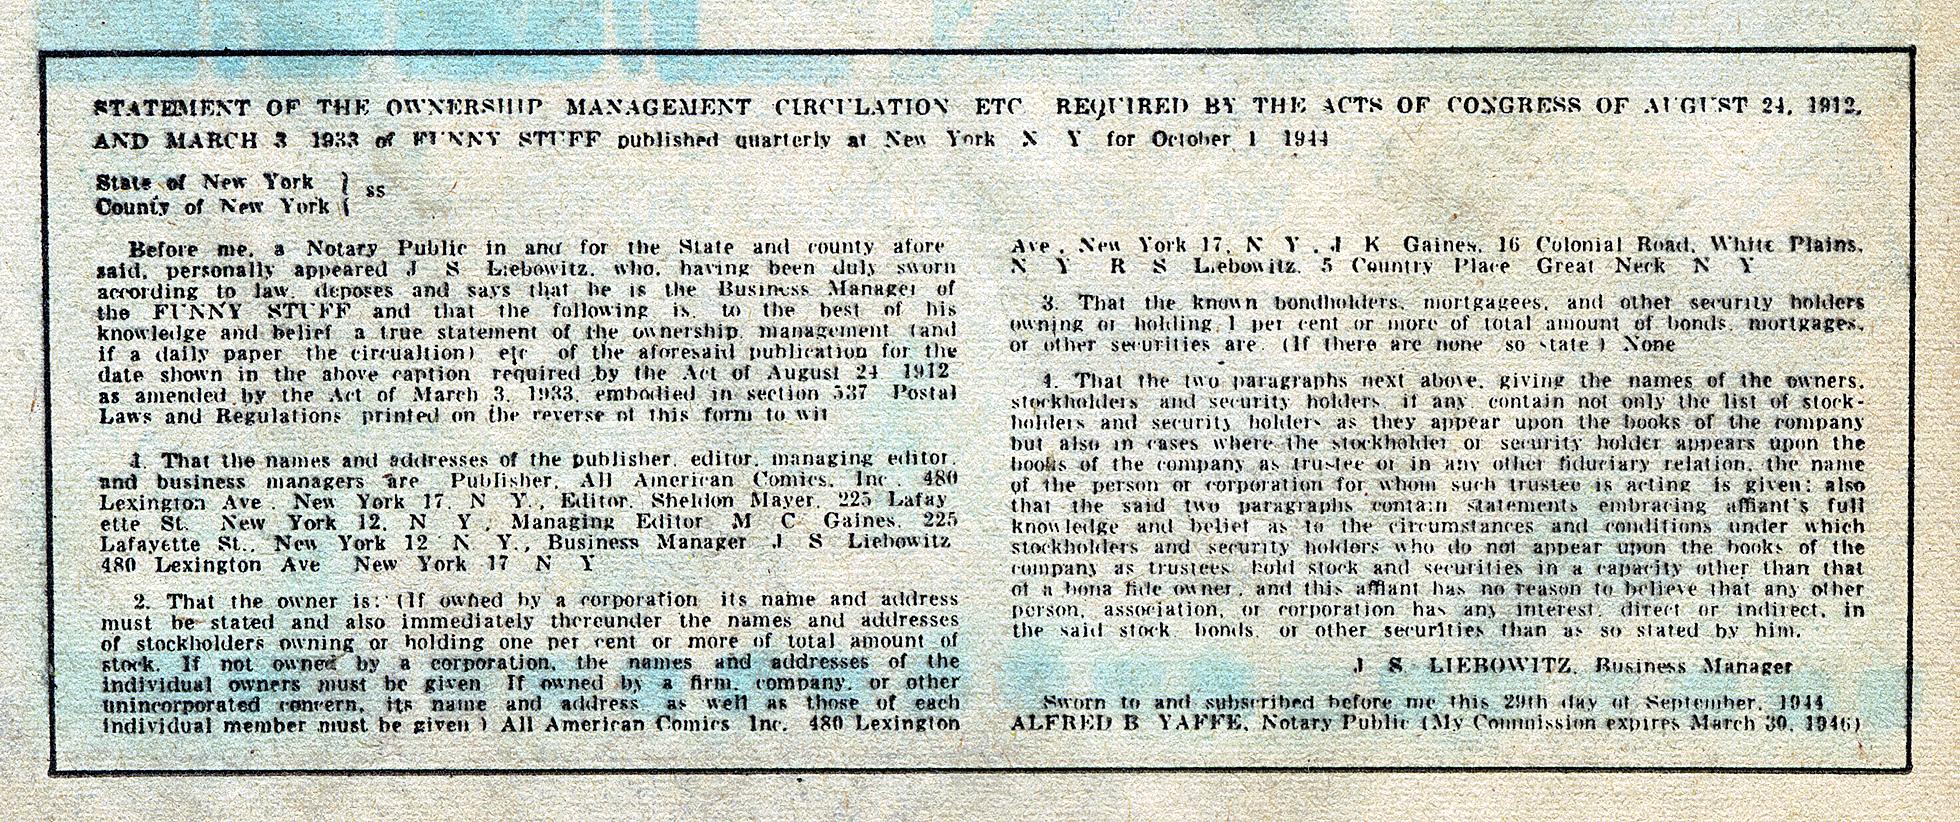 STATEMENT OF THE OWNERSHIP MANAGEMENT CIRCULATION ETC REQUIRED BY THE ACTS OF CONGRESS OF AUGUST 24, 1912,
AND MARCH 3 1933 of FUNNY STUFF published quarterly at New York N Y for October 1 1944
State of New York } ss
County of New York {
Before me, a Notary Public in and for the State and county afore
said, personally appeared J S Liebowitz, who, having been duly sworn
according to law, deposes and says that he is the Business Manager of
the FUNNY STUFF and that the following is, to the best of his
knowledge and belief a true statement of the ownership, management (and
if a daily paper the circualtion) etc of the aforesaid publication for the
date shown in the above caption required by the Act of August 24 1912
as amended by the Act of March 3, 1933, embodied in section 537 Postal
Laws and Regulations printed on the reverse of this form to wit
1. That the names and addresses of the publisher, editor, managing editor,
and business managers are Publisher, All American Comics, Inc. 480
Lexington Ave. New York 17, N Y., Editor, Sheldon Mayer, 225 Lafay
ette St. New York 12, N Y, Managing Editor M C Gaines, 225
Lafayette St., New York 12 N Y., Business Manager J S Liebowitz
480 Lexington Ave New York 17 N Y
2. That the owner is: (If owned by a corporation its name and address
must be stated and also immediately thereunder the names and addresses
of stockholders owning or holding one per cent or more of total amount of
stock. If not owned by a corporation, the names and addresses of the
individual owners must be given If owned by a firm, company, or other
unincorporated concern, its name and address as well as those of each
individual member must be given ) All American Comics Inc. 480 Lexington
Ave, New York 17, N Y, J K Gaines, 16 Colonial Road, White Plains,
N Y R S Liebowitz, 5 Country Place Great Neck N Y
3. That the known bondholders, mortgagees, and other security holders
owning or holding 1 per cent or more of total amount of bonds, mortgages,
or other securities are. (If there are none so state ) None
4. That the two paragraphs next above, giving the names of the owners,
stockholders and security holders if any contain not only the list of stock-
holders and security holders as they appear upon the books of the company
but also in cases where the stockholder or security holder appears upon the
books of the company as trustee or in any other fiduciary relation, the name
of the person or corporation for whom such trustee is acting is given; also
that the said two paragraphs contain statements embracing affiant's full
knowledge and belief as to the circumstances and conditions under which
stockholders and security holders who do not appear upon the books of the
company as trustees hold stock and securities in a capacity other than that
of a bona fide owner, and this affiant has no reason to believe that any other
person, association, or corporation has any interest, direct or indirect, in
the said stock bonds, or other securities than as so stated by him.
J S LIEBOWITZ, Business Manager
Sworn to and subscribed before me this 29th day of September, 1944
ALFRED B YAFFE, Notary Public (My Commission expires March 30, 1946)